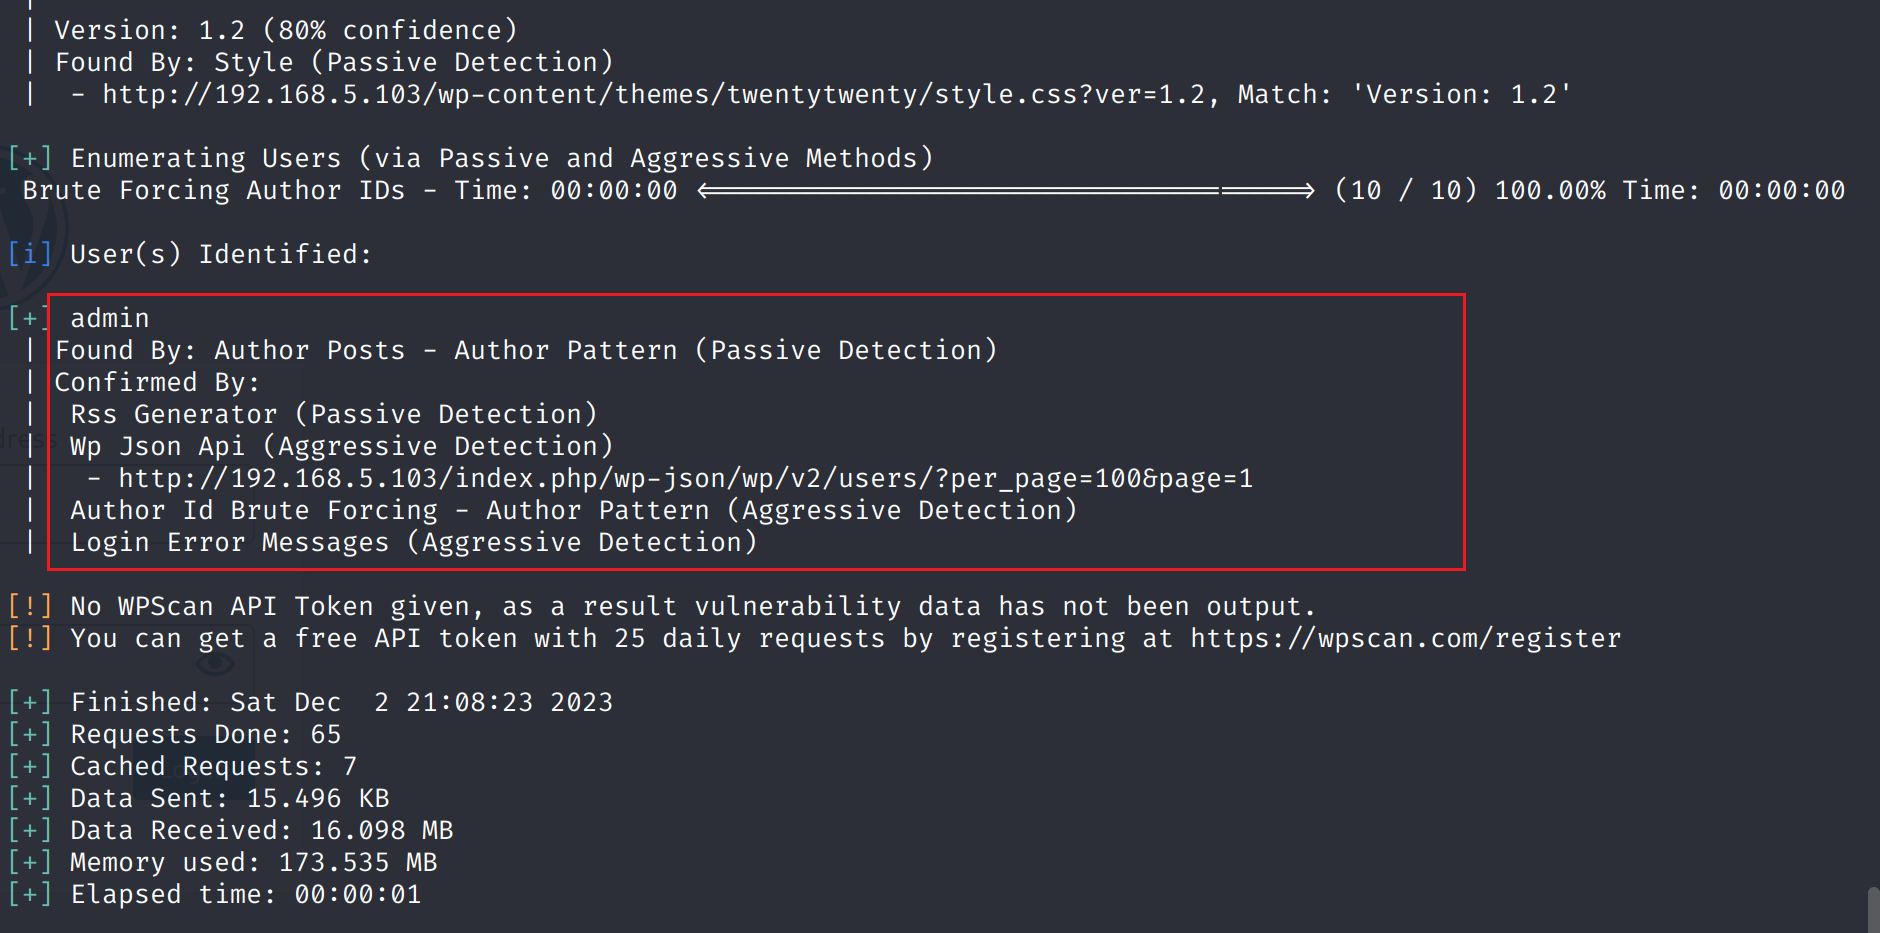 |
| Version: 1.2 (80% confidence)
| Found By: Style (Passive Detection)
|  - http://192.168.5.103/wp-content/themes/twentytwenty/style.css?ver=1.2, Match: 'Version: 1.2'
[+] Enumerating Users (via Passive and Aggressive Methods)
Brute Forcing Author IDs - Time: 00:00:00 <==================================> (10 / 10) 100.00% Time: 00:00:00
[i] User(s) Identified:
[+] admin
| Found By: Author Posts - Author Pattern (Passive Detection)
| Confirmed By:
|  Rss Generator (Passive Detection)
|  Wp Json Api (Aggressive Detection)
|   - http://192.168.5.103/index.php/wp-json/wp/v2/users/?per_page=100&page=1
|  Author Id Brute Forcing - Author Pattern (Aggressive Detection)
|  Login Error Messages (Aggressive Detection)
[!] No WPScan API Token given, as a result vulnerability data has not been output.
[!] You can get a free API token with 25 daily requests by registering at https://wpscan.com/register
[+] Finished: Sat Dec  2 21:08:23 2023
[+] Requests Done: 65
[+] Cached Requests: 7
[+] Data Sent: 15.496 KB
[+] Data Received: 16.098 MB
[+] Memory used: 173.535 MB
[+] Elapsed time: 00:00:01